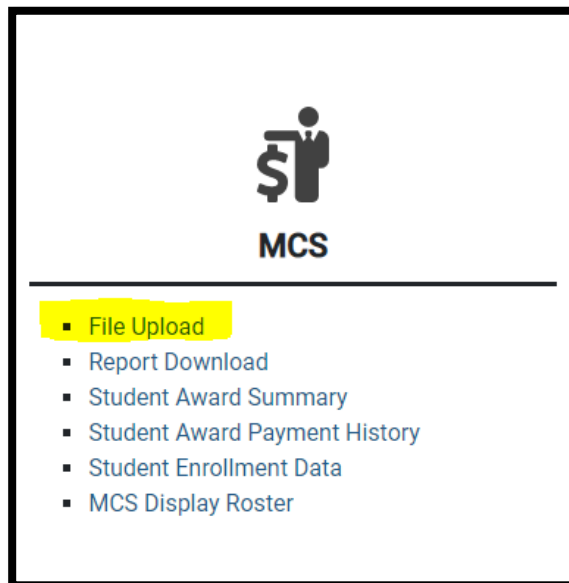 MCS
File Upload
Report Download
Student Award Summary
Student Award Payment History
Student Enrollment Data
MCS Display Roster